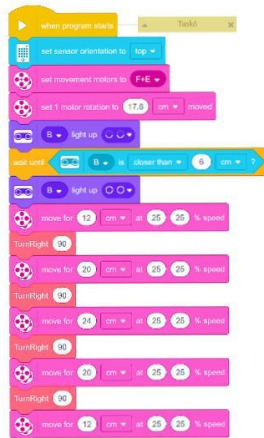 when program starts
Task6
set sensor orientation to top
set movement motors to F+E
set 1 motor rotation to 17,6 cm moved
B light up
wait until B is closer than 6 cm ?
B light up
move for 12 cm at 25 25 % speed
TurnRight 90
move for 20 cm at 25 25 % speed
TurnRight 90
move for 24 cm at 25 25 % speed
TurnRight 90
move for 20 cm at 25 25 % speed
TurnRight 90
move for 12 cm at 25 25 % speed